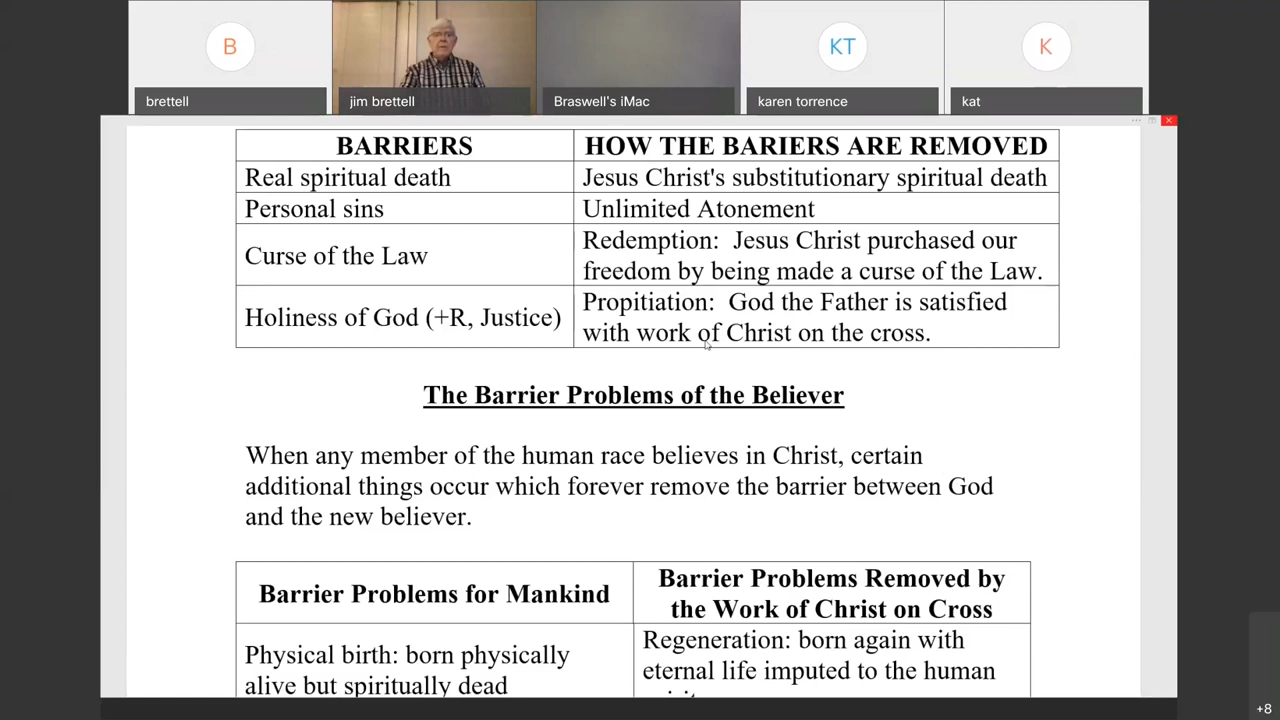 B
KT
K
brettell
jim brettell
Braswell's iMac
karen torrence
kat
BARRIERS
HOW THE BARIERS ARE REMOVED
Real spiritual death
Jesus Christ's substitutionary spiritual death
Personal sins
Unlimited Atonement
Curse of the Law
Redemption: Jesus Christ purchased our
freedom by being made a curse of the Law.
Holiness of God (+R, Justice)
Propitiation: God the Father is satisfied
with work of Christ on the cross.
The Barrier Problems of the Believer
When any member of the human race believes in Christ, certain
additional things occur which forever remove the barrier between God
and the new believer.
Barrier Problems for Mankind
Barrier Problems Removed by
the Work of Christ on Cross
Physical birth: born physically
alive but spiritually dead
Regeneration: born again with
eternal life imputed to the human
+8